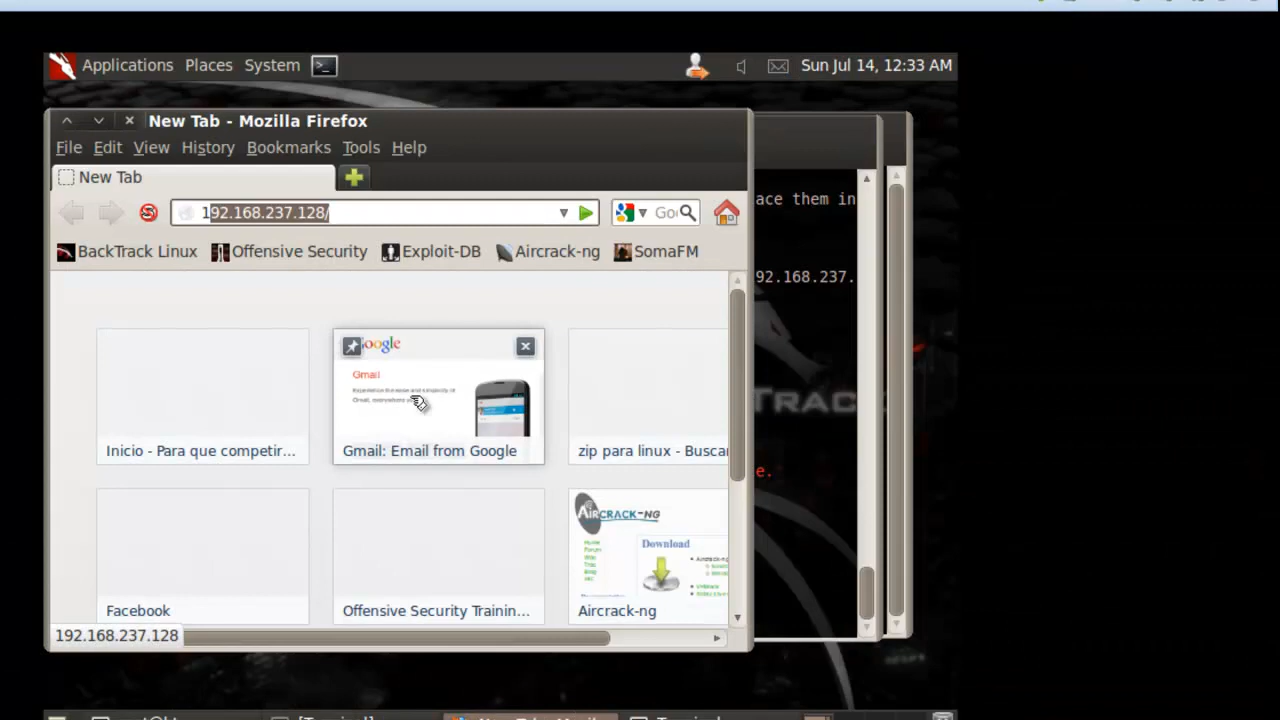 Applications Places System Sun Jul 14, 12:33 AM
New Tab - Mozilla Firefox
File Edit View History Bookmarks Tools Help
New Tab
192.168.237.128/
BackTrack Linux Offensive Security Exploit-DB Aircrack-ng SomaFM
ace them in
92.168.237.
Google
Gmail
Inicio - Para que competir... Gmail: Email from Google zip para linux - Buscar
e.
AIRCRACK-NG
Download
Facebook Offensive Security Trainin... Aircrack-ng
192.168.237.128